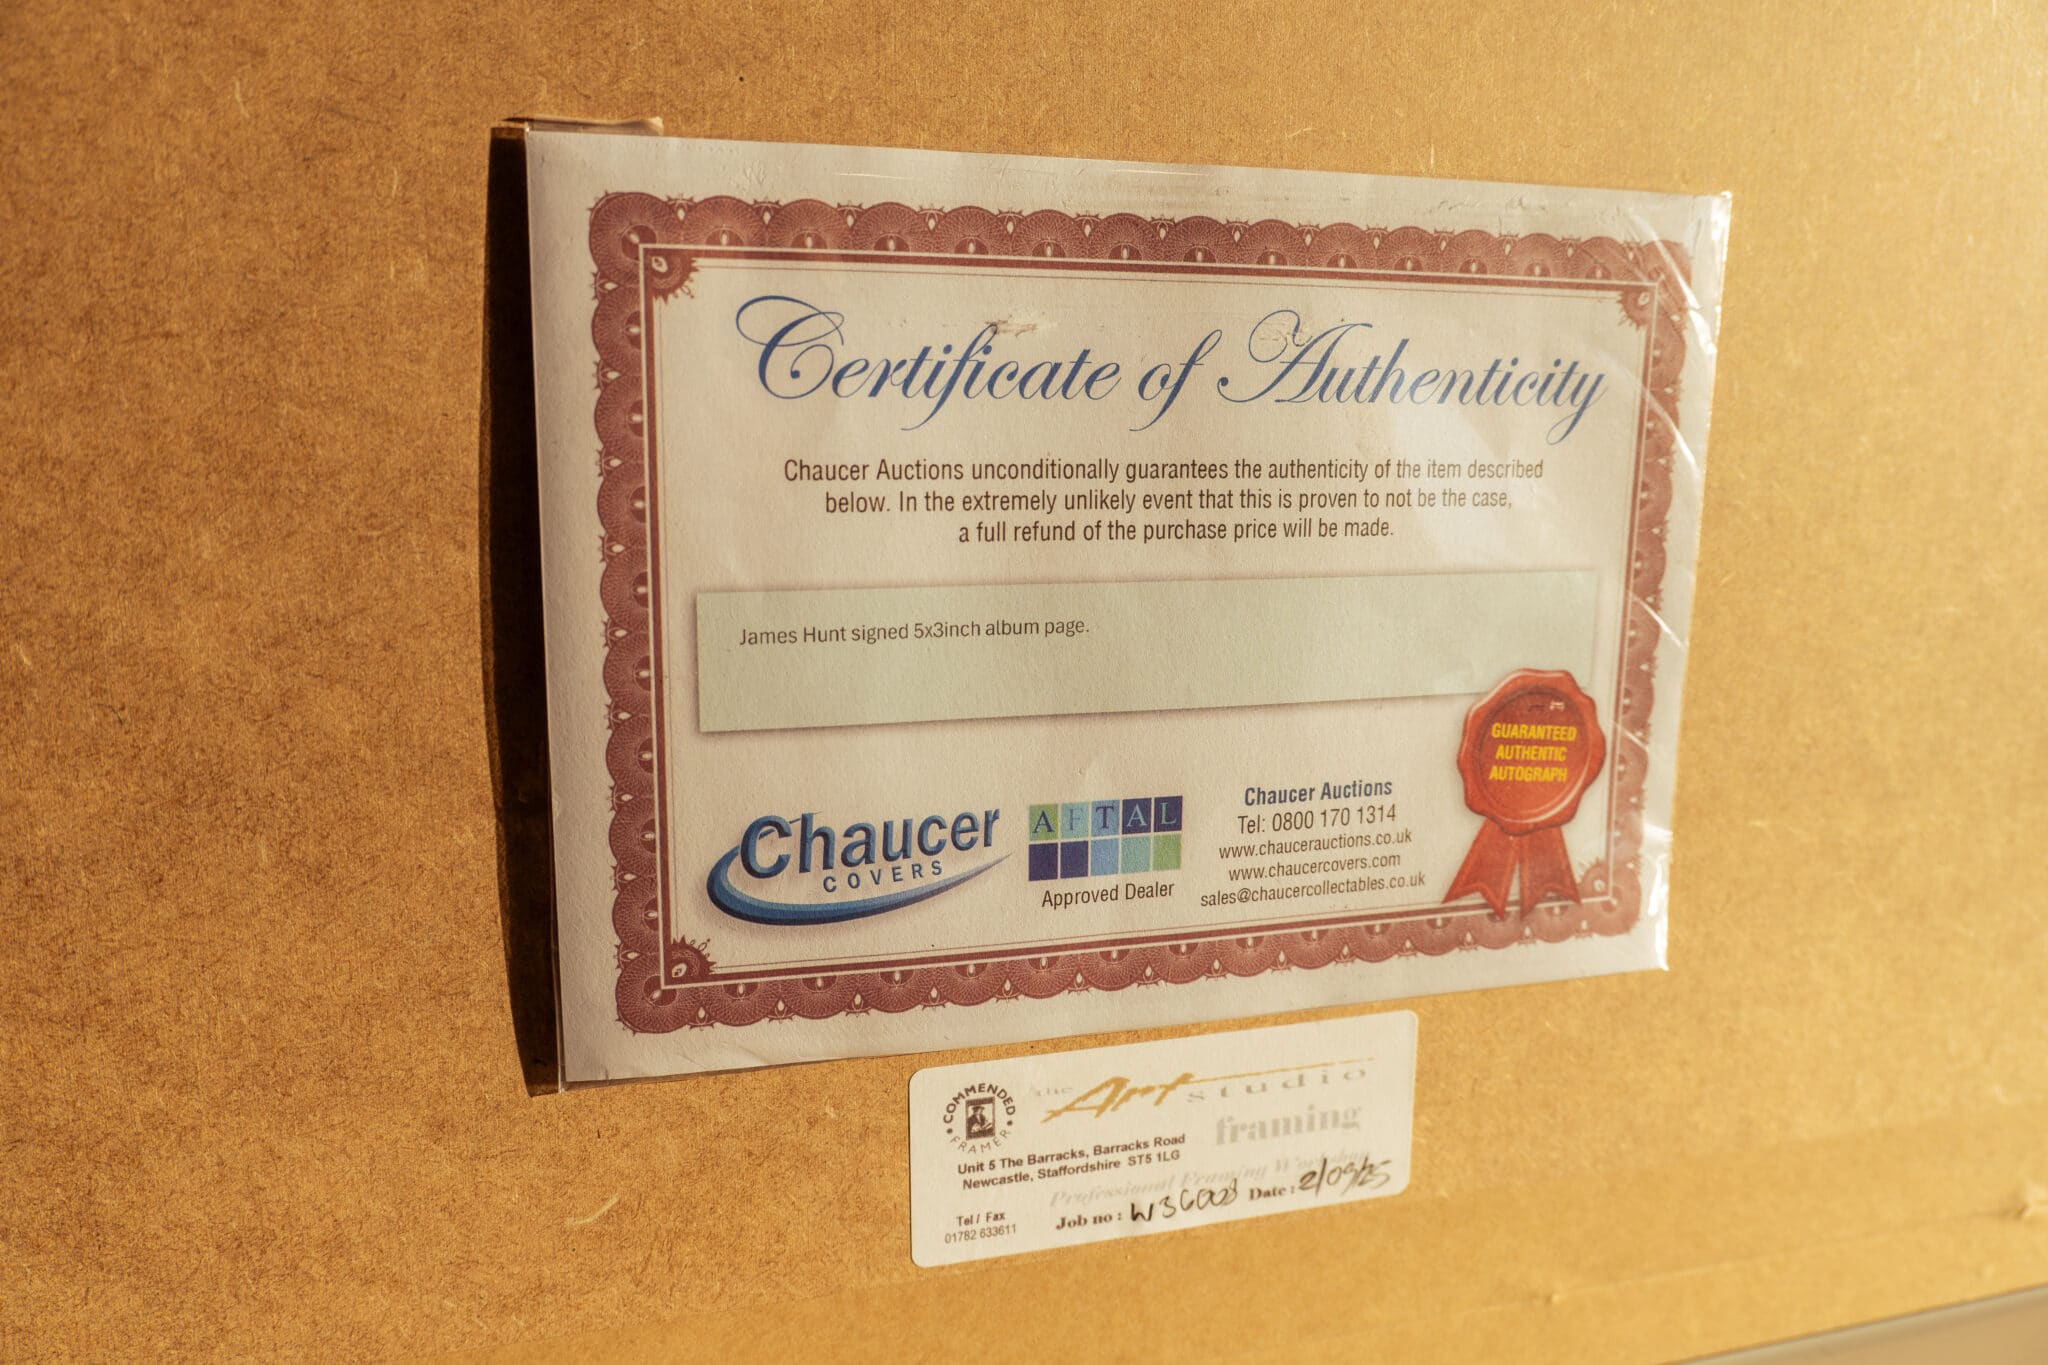 Certificate of Authenticity
Chaucer Auctions unconditionally guarantees the authenticity of the item described
below. In the extremely unlikely event that this is proven to not be the case,
a full refund of the purchase price will be made.
James Hunt signed 5x3inch album page.
GUARANTEED
AUTHENTIC
AUTOGRAPH
Chaucer
COVERS
AFTAL
Approved Dealer
Chaucer Auctions
Tel: 0800 170 1314
www.chaucerauctions.co.uk
www.chaucercovers.com
sales@chaucercollectables.co.uk
COMMENDED
FRAMER
the Art studio
framing
Unit 5 The Barracks, Barracks Road
Newcastle, Staffordshire ST5 1LG
Professional Framing Workshop
Tel / Fax
01782 633611
Job no :
Date : 2/09/25